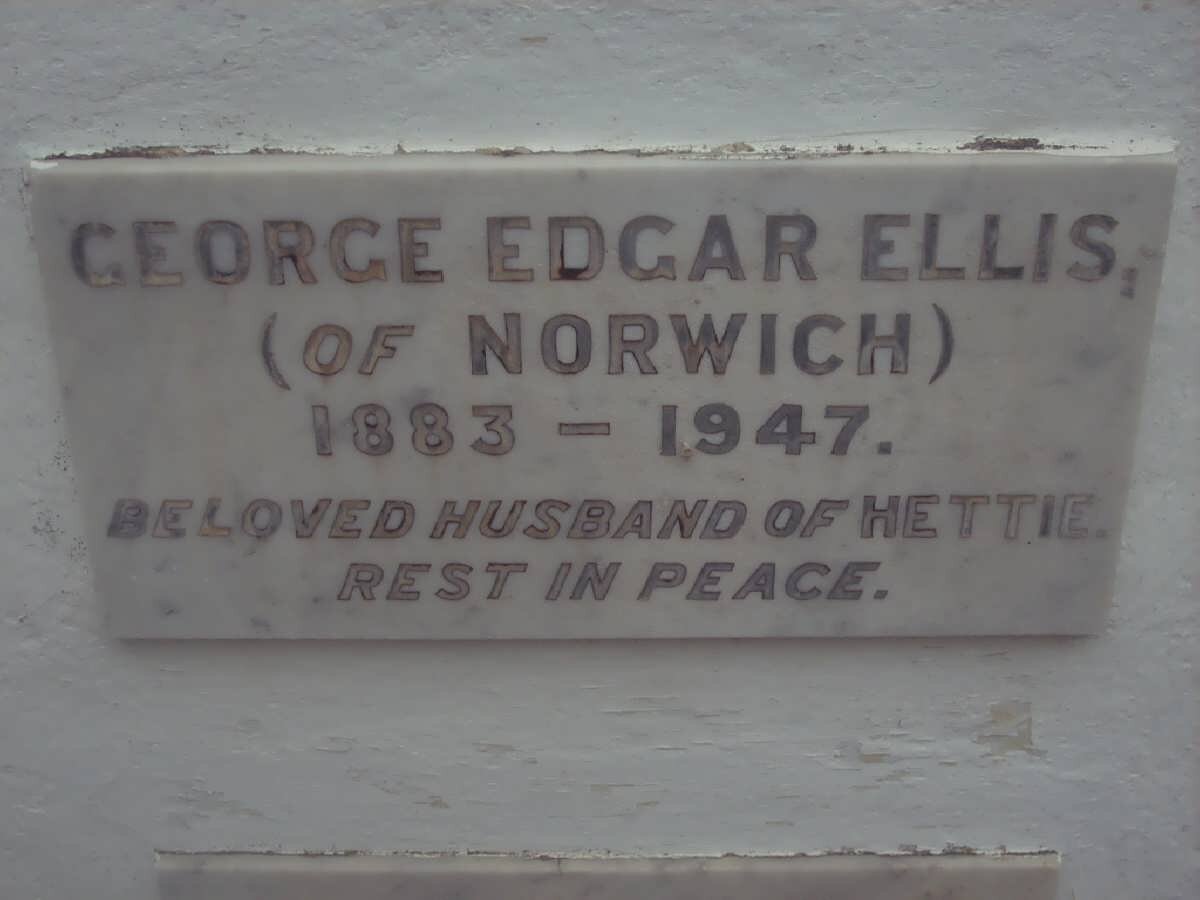 GEORGE EDGAR ELLIS,
(OF NORWICH)
1883 – 1947.
BELOVED HUSBAND OF HETTIE.
REST IN PEACE.